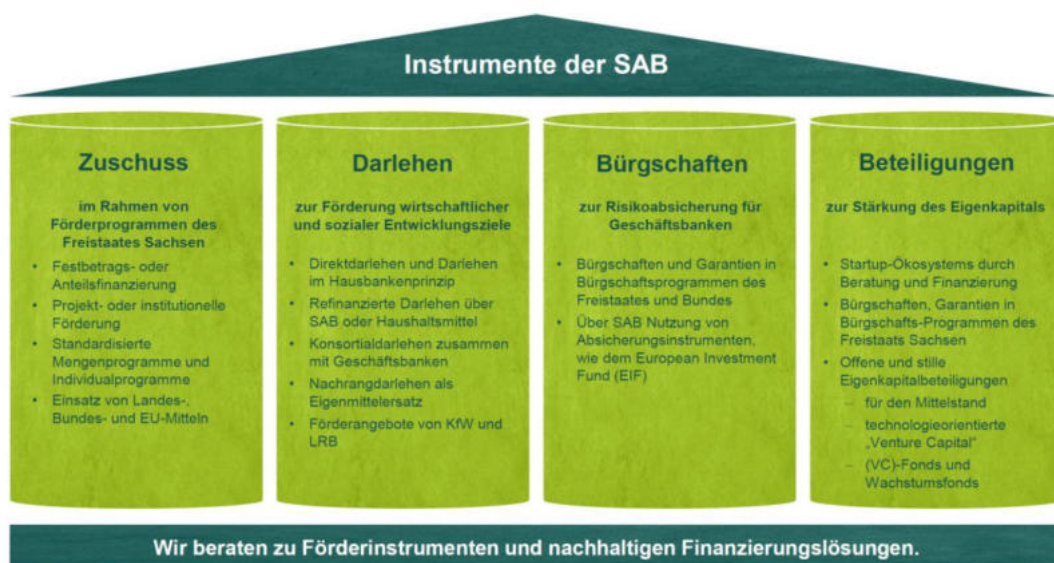 Instrumente der SAB
Zuschuss
im Rahmen von
Förderprogrammen des
Freistaates Sachsen
• Festbetrags- oder
Anteilsfinanzierung
• Projekt- oder institutionelle
Förderung
• Standardisierte
Mengenprogramme und
Individualprogramme
• Einsatz von Landes-,
Bundes- und EU-Mitteln
Darlehen
zur Förderung wirtschaftlicher
und sozialer Entwicklungsziele
• Direktdarlehen und Darlehen
im Hausbankenprinzip
• Refinanzierte Darlehen über
SAB oder Haushaltsmittel
• Konsortialdarlehen zusammen
mit Geschäftsbanken
• Nachrangdarlehen als
Eigenmittelersatz
• Förderangebote von KfW und
LRB
Bürgschaften
zur Risikoabsicherung für
Geschäftsbanken
• Bürgschaften und Garantien in
Bürgschaftsprogrammen des
Freistaates und Bundes
• Über SAB Nutzung von
Absicherungsinstrumenten,
wie dem European Investment
Fund (EIF)
Beteiligungen
zur Stärkung des Eigenkapitals
• Startup-Ökosystems durch
Beratung und Finanzierung
• Bürgschaften, Garantien in
Bürgschafts-Programmen des
Freistaats Sachsen
• Offene und stille
Eigenkapitalbeteiligungen
– für den Mittelstand
– technologieorientierte
„Venture Capital“
– (VC)-Fonds und
Wachstumsfonds
Wir beraten zu Förderinstrumenten und nachhaltigen Finanzierungslösungen.